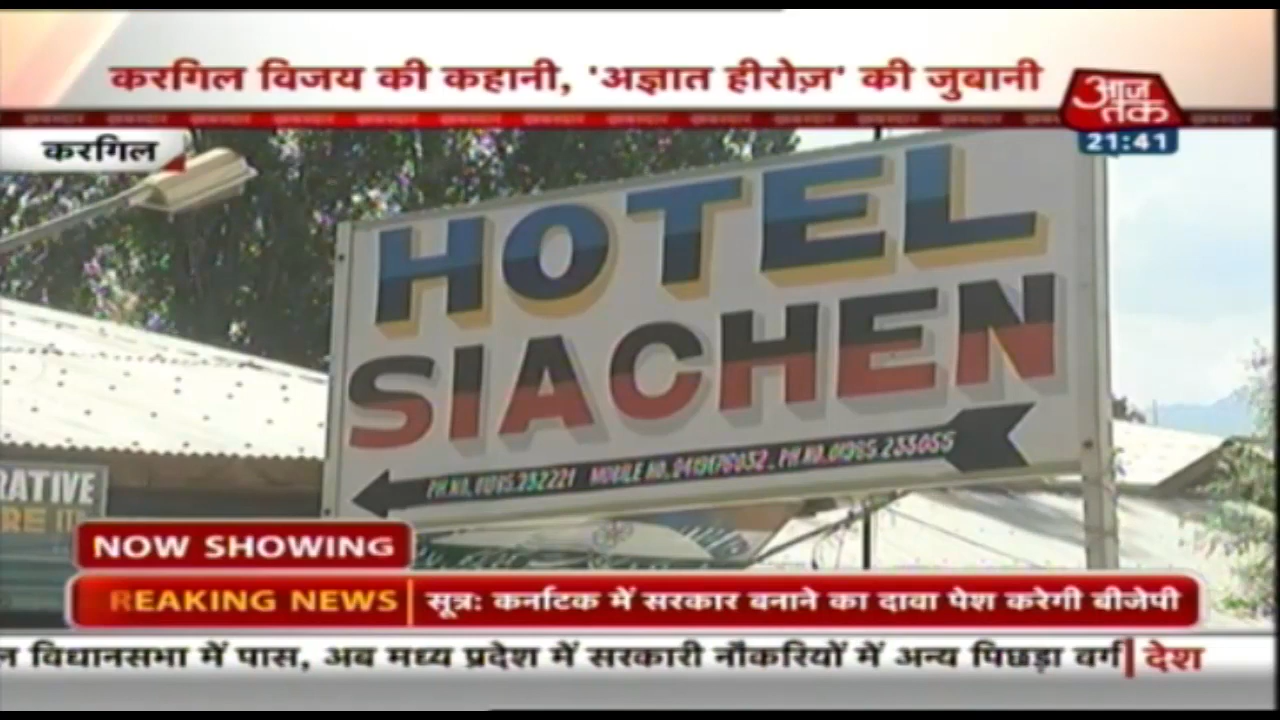 करगिल विजय की कहानी, 'अज्ञात हीरोज़' की जुबानी
आज तक
21:41
करगिल
HOTEL
SIACHEN
PH.NO. 01985.232221 MOBILE NO. PH.NO.01985.233055
RATIVE
NOW SHOWING
REAKING NEWS सूत्र: कर्नाटक में सरकार बनाने का दावा पेश करेगी बीजेपी
न विधानसभा में पास, अब मध्य प्रदेश में सरकारी नौकरियों में अन्य पिछड़ा वर्ग देश